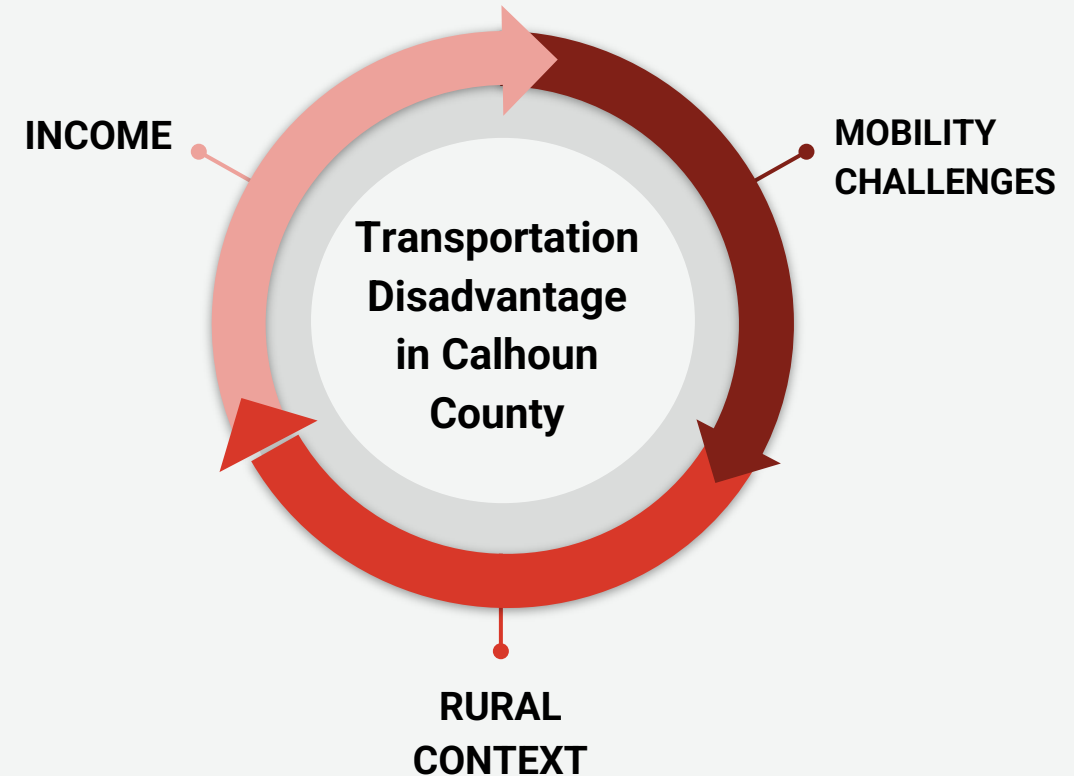 INCOME
MOBILITY
CHALLENGES
Transportation
Disadvantage
in Calhoun
County
RURAL
CONTEXT